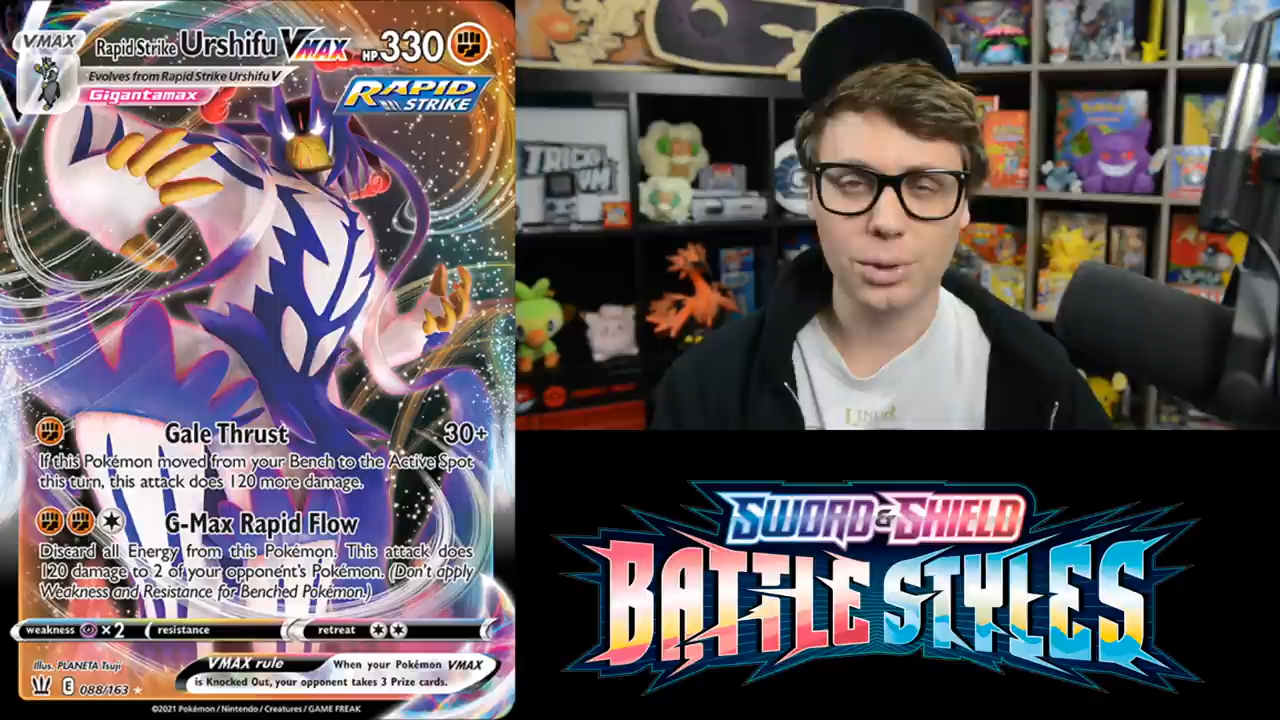 VMAX
Rapid Strike Urshifu VMAX HP 330
Evolves from Rapid Strike Urshifu V
Gigantamax
RAPID
STRIKE
Gale Thrust 30+
If this Pokémon moved from your Bench to the Active Spot
this turn, this attack does 120 more damage.
G-Max Rapid Flow
Discard all Energy from this Pokémon. This attack does
120 damage to 2 of your opponent's Pokémon. (Don't apply
Weakness and Resistance for Benched Pokémon.)
weakness ×2 resistance retreat
Illus. PLANETA Tsuji
VMAX rule When your Pokémon VMAX
is Knocked Out, your opponent takes 3 Prize cards.
E 088/163
©2021 Pokémon / Nintendo / Creatures / GAME FREAK
SWORD & SHIELD
BATTLE STYLES